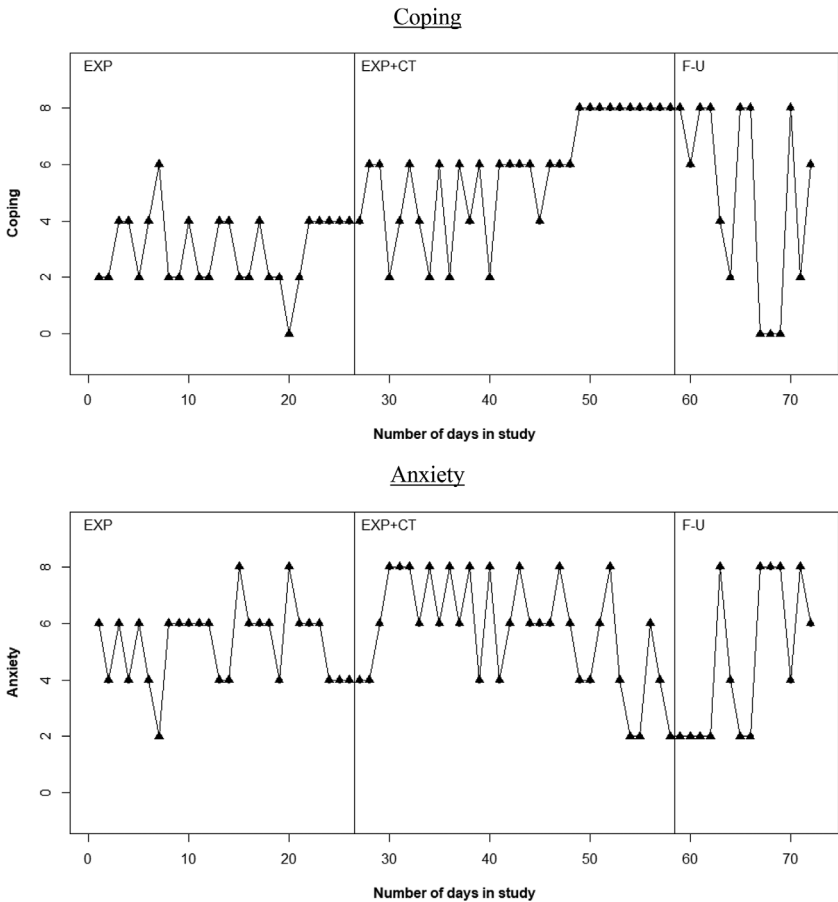 Coping
EXP EXP+CT F-U
8
6
4
2
0
Coping
0 10 20 30 40 50 60 70
Number of days in study
Anxiety
EXP EXP+CT F-U
8
6
4
2
0
Anxiety
0 10 20 30 40 50 60 70
Number of days in study